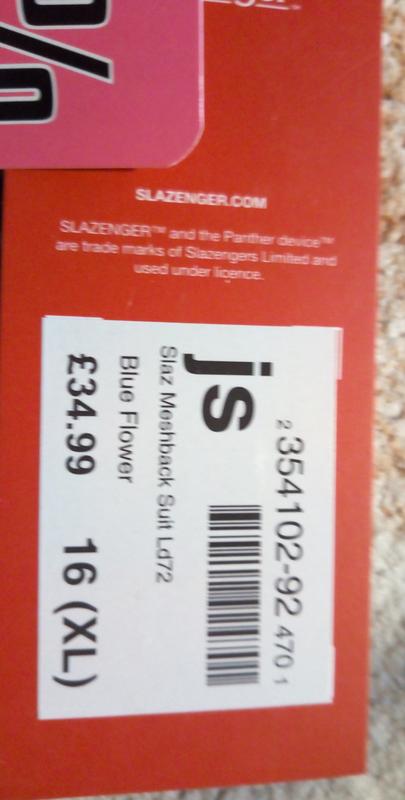 %
SLAZENGER.COM
SLAZENGER™ and the Panther device™
are trade marks of Slazengers Limited and
used under licence.
2 354102-92 470 1
js
Slaz Meshback Suit Ld72
Blue Flower
£34.99 16 (XL)